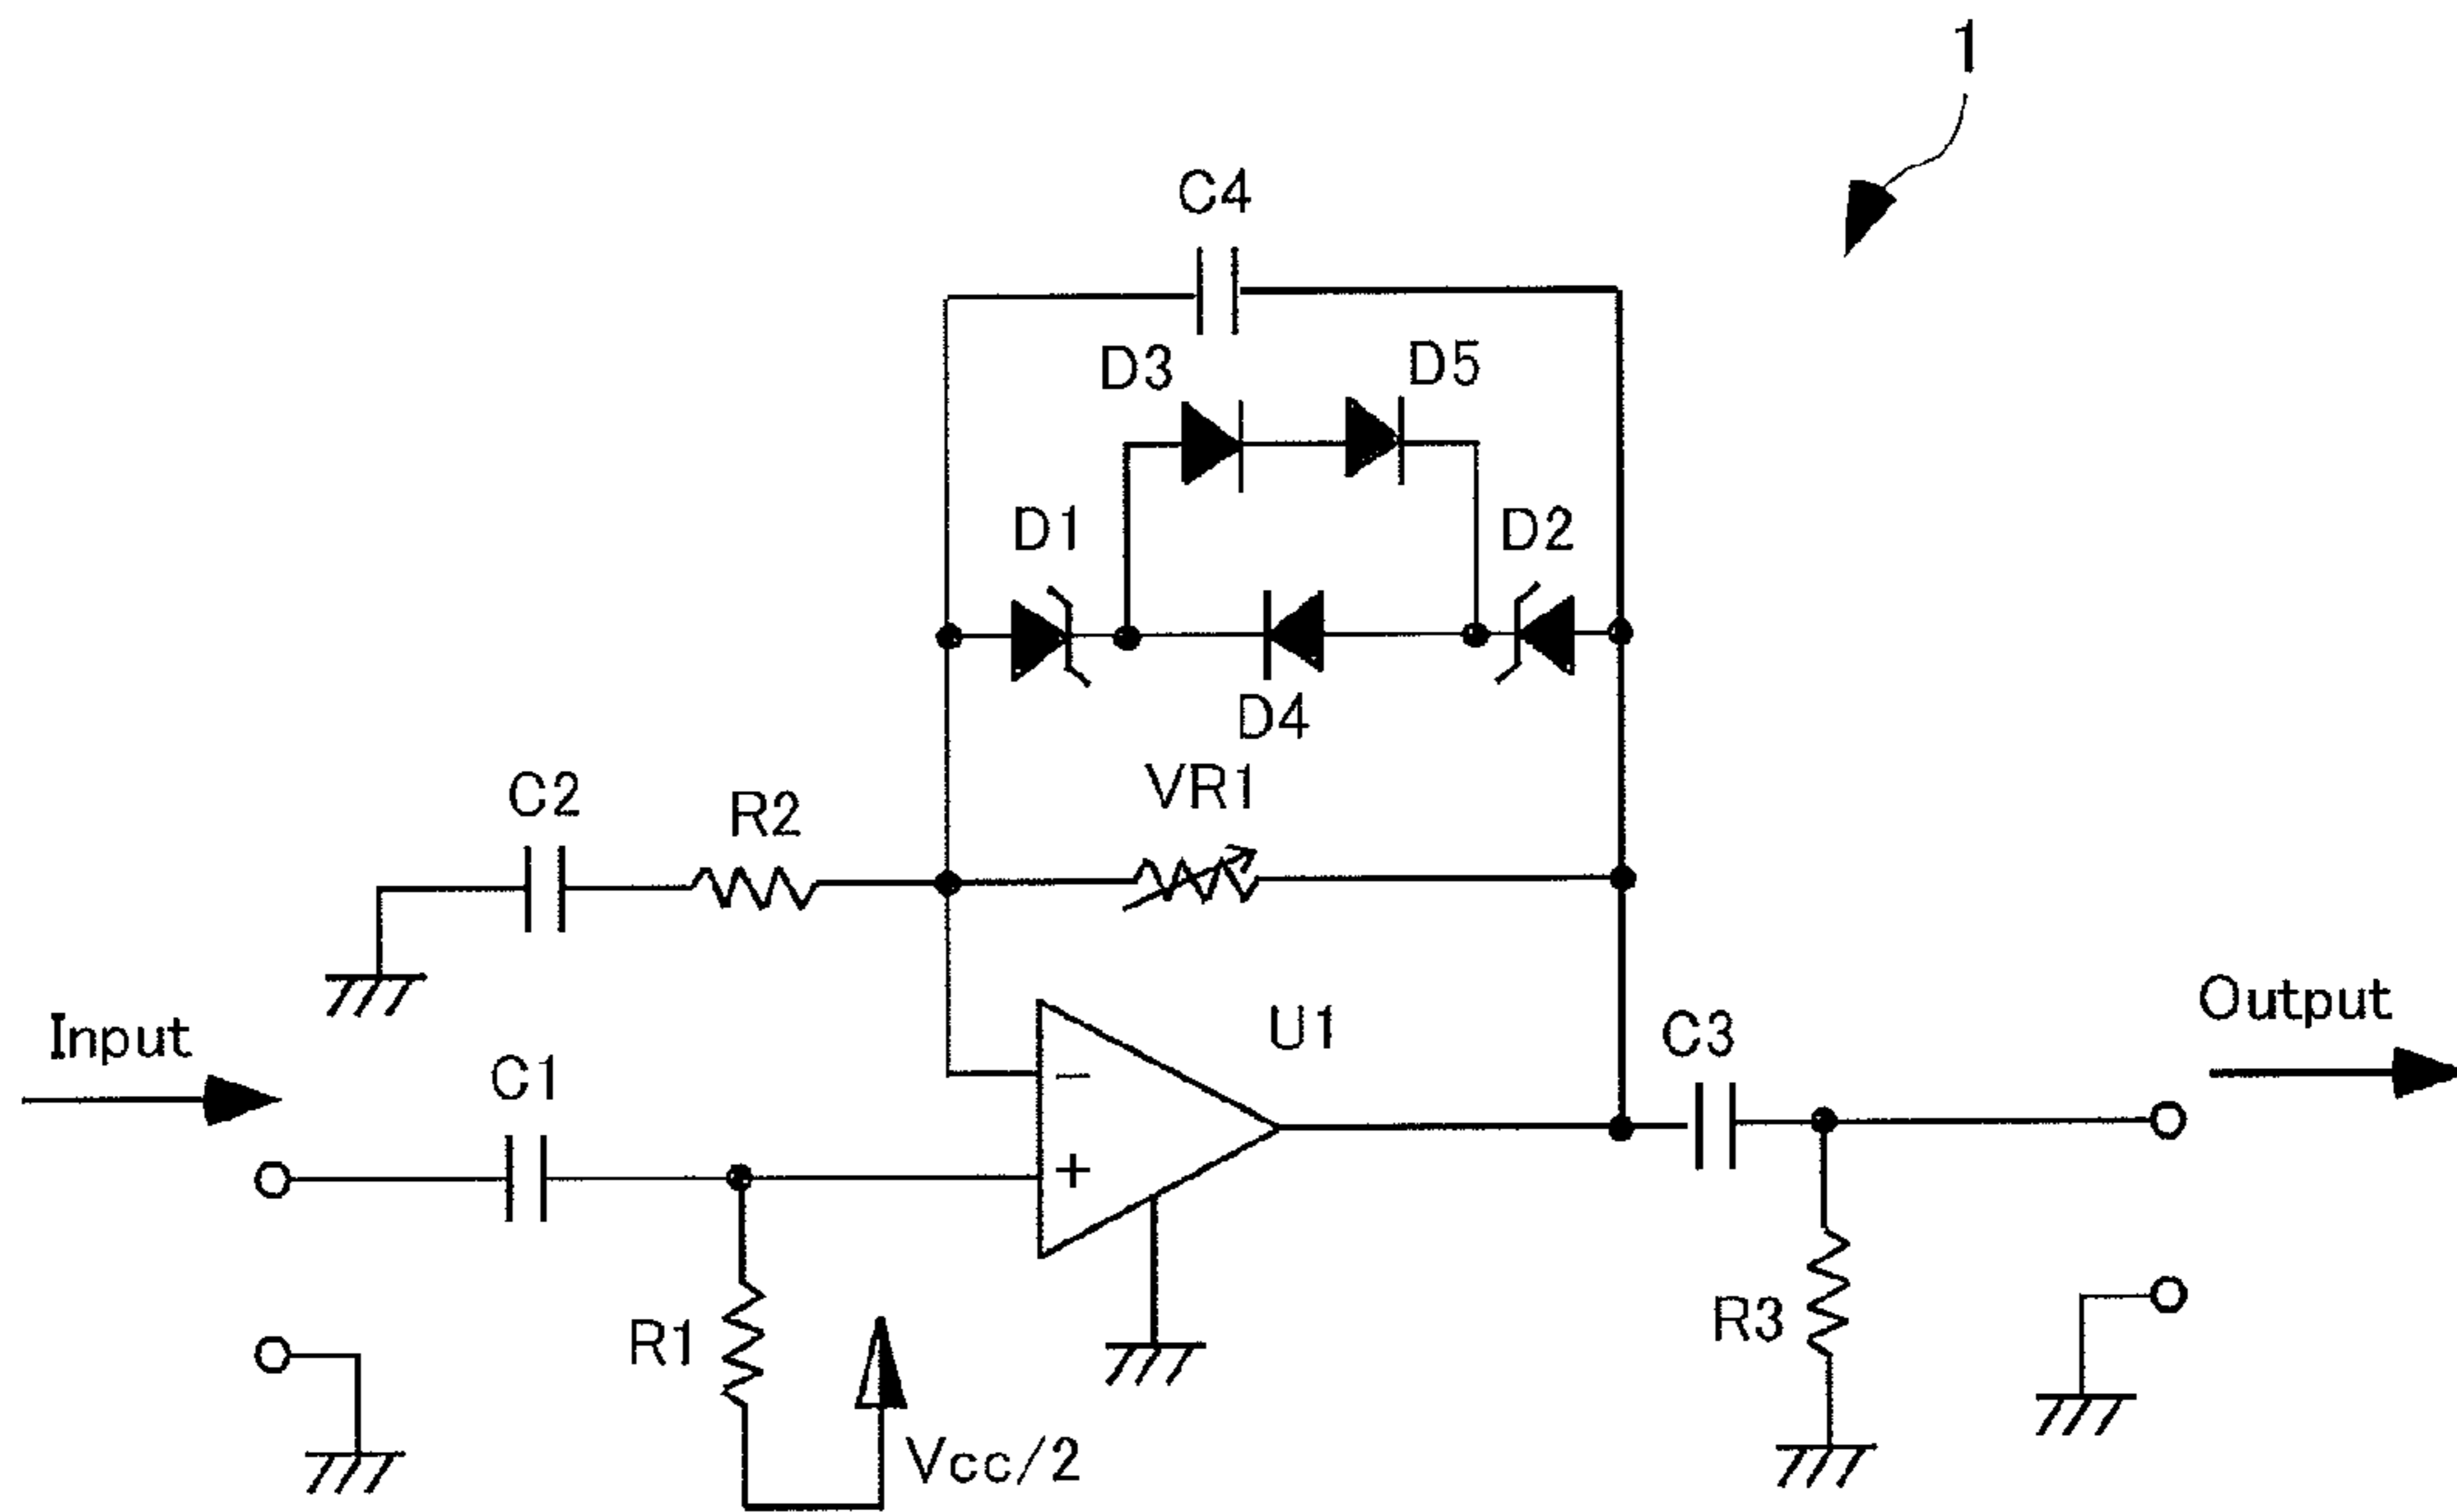 1
C4
D3
D5
D1
D2
D4
VR1
C2
R2
Input
U1
Output
C3
C1
−
+
R1
R3
Vcc/2